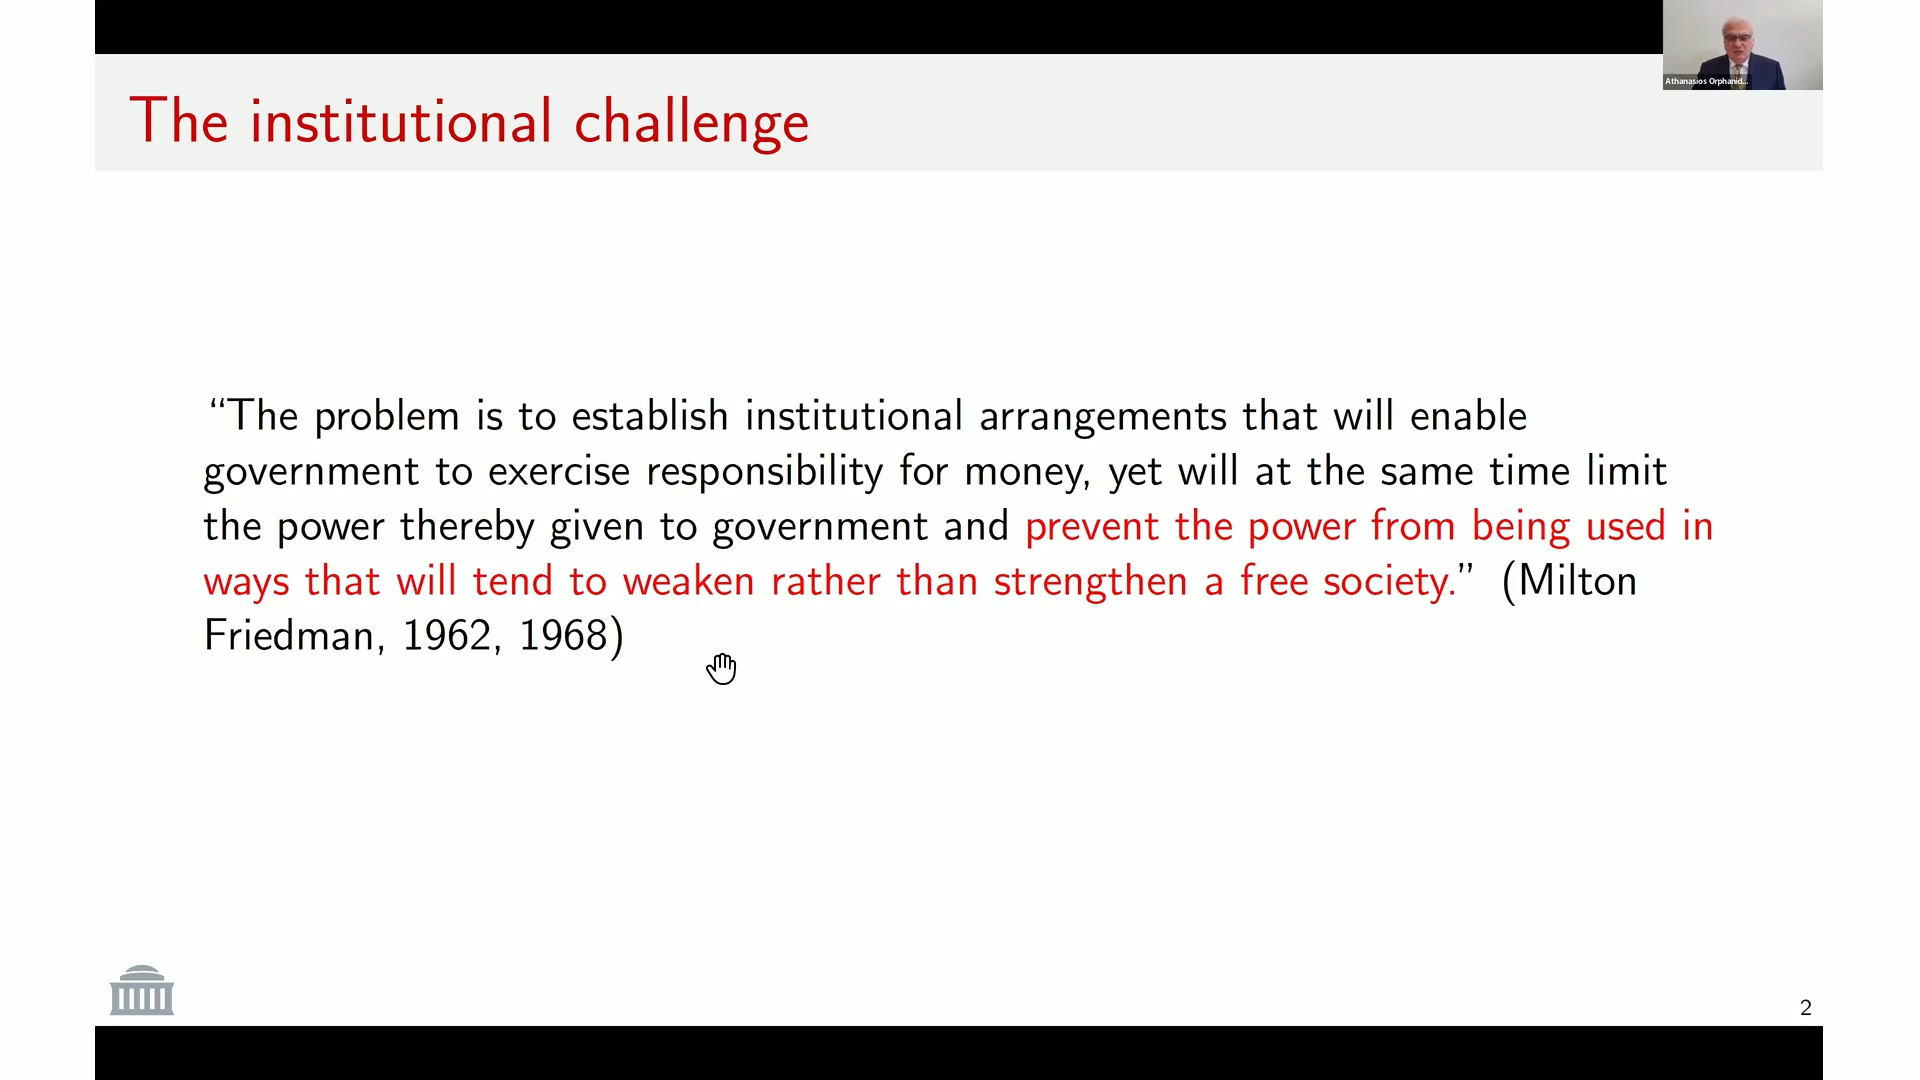 Athanasios Orphanid...
The institutional challenge
“The problem is to establish institutional arrangements that will enable
government to exercise responsibility for money, yet will at the same time limit
the power thereby given to government and prevent the power from being used in
ways that will tend to weaken rather than strengthen a free society.” (Milton
Friedman, 1962, 1968)
2